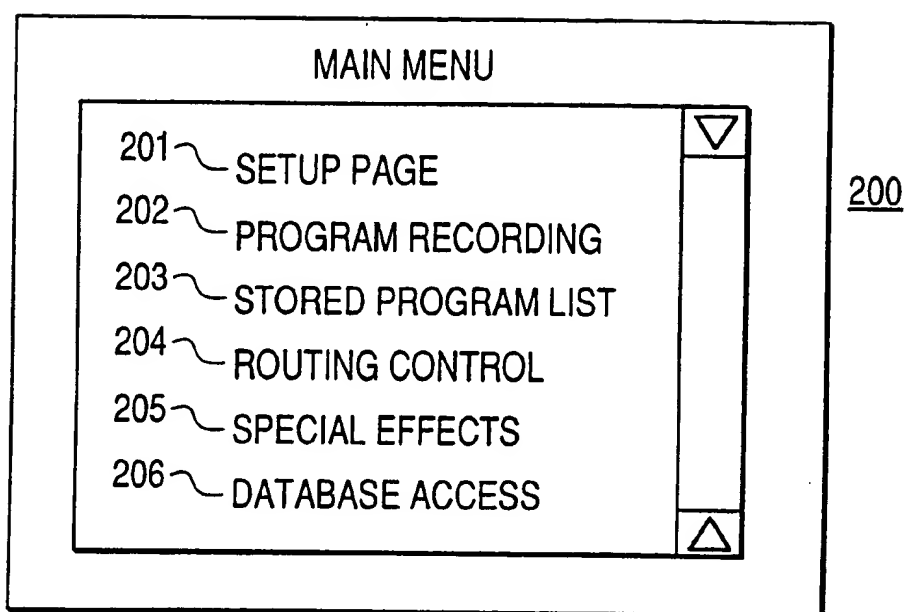 MAIN MENU
201 SETUP PAGE
200
202 PROGRAM RECORDING
203 STORED PROGRAM LIST
204 ROUTING CONTROL
205 SPECIAL EFFECTS
206 DATABASE ACCESS